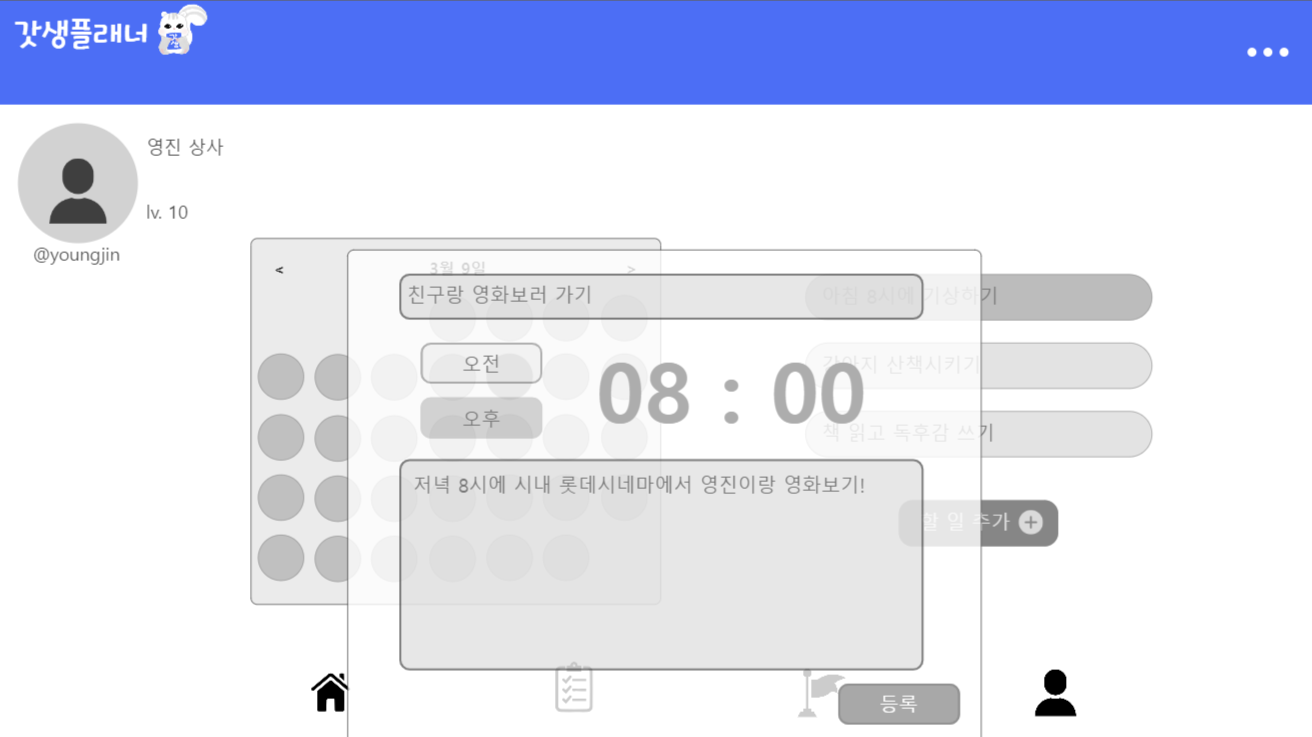 갓생플래너
영진 상사
lv. 10
@youngjin
< 3월 9일 >
친구랑 영화보러 가기
아침 8시에 기상하기
오전
08 : 00
강아지 산책시키기
오후
책 읽고 독후감 쓰기
저녁 8시에 시내 롯데시네마에서 영진이랑 영화보기!
할 일 추가
등록